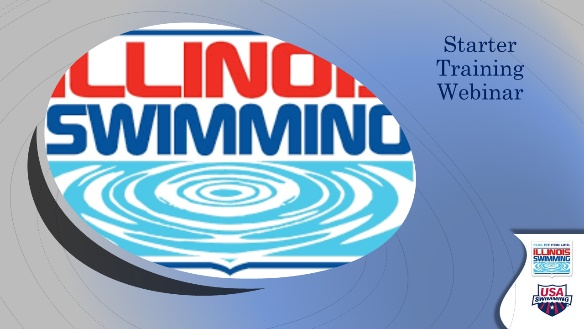 ILLINOIS
SWIMMING
Starter
Training
Webinar
ILLINOIS
SWIMMING
USA
SWIMMING